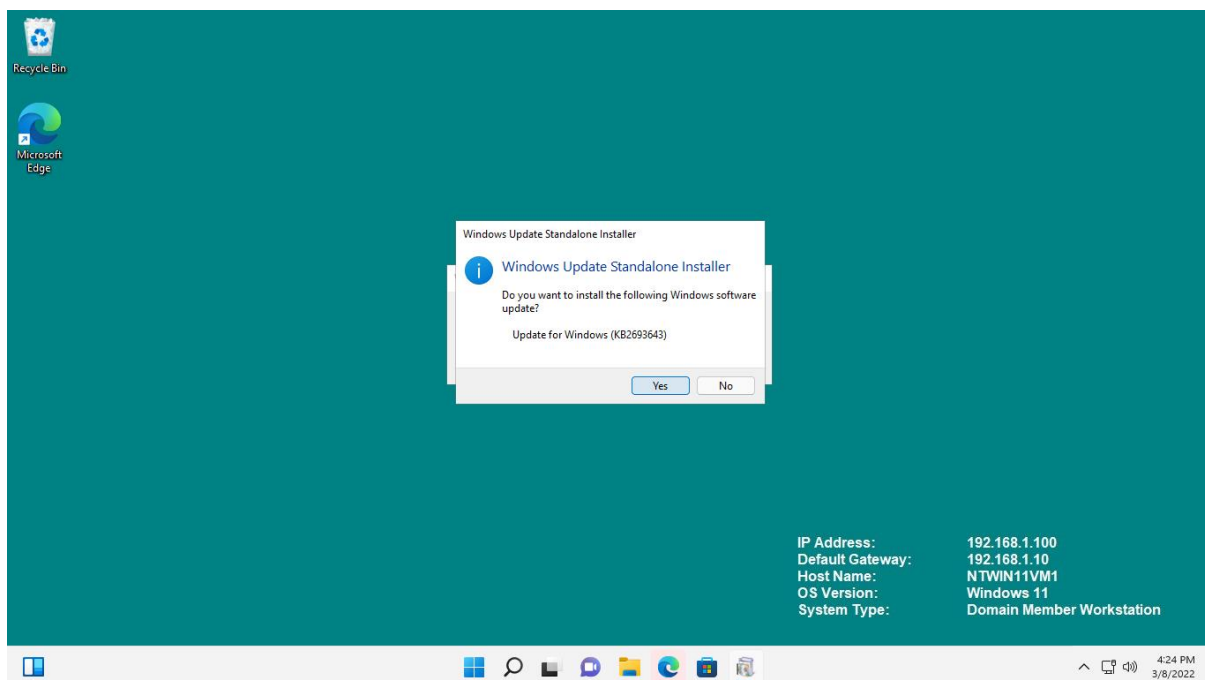 Recycle Bin
Microsoft
Edge
Windows Update Standalone Installer
Windows Update Standalone Installer
Do you want to install the following Windows software
update?
Update for Windows (KB2693643)
Yes No
IP Address: 192.168.1.100
Default Gateway: 192.168.1.10
Host Name: NTWIN11VM1
OS Version: Windows 11
System Type: Domain Member Workstation
4:24 PM
3/8/2022